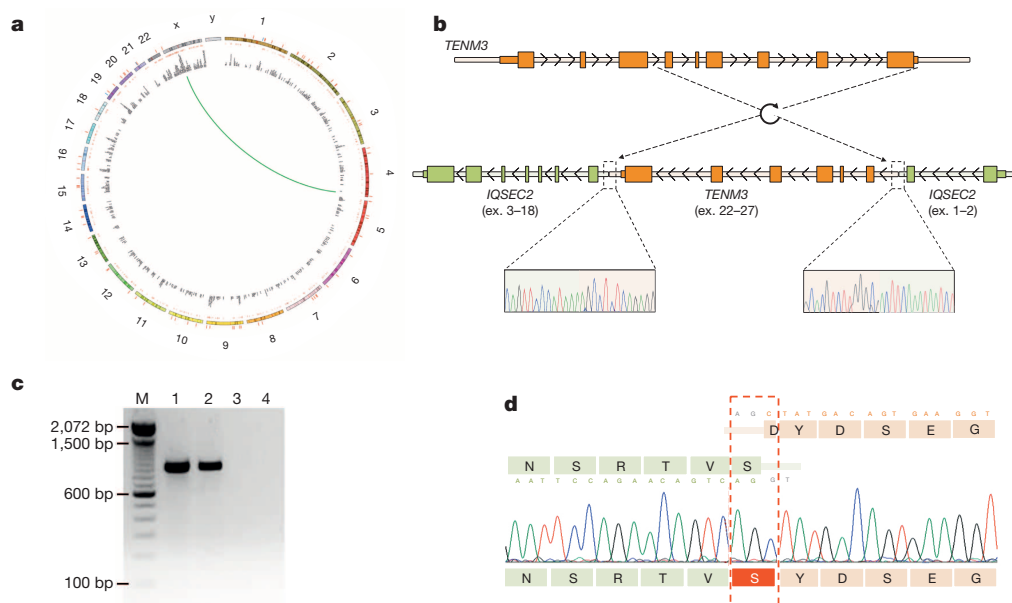 a
x
y
1
2
3
4
5
6
7
8
9
10
11
12
13
14
15
16
17
18
19
20
21
22
b
TENM3
IQSEC2
(ex. 3–18)
TENM3
(ex. 22–27)
IQSEC2
(ex. 1–2)
c
M 1 2 3 4
2,072 bp
1,500 bp
600 bp
100 bp
d
A G C T A T G A C A G T G A A G G T
D Y D S E G
N S R T V S
A A T T C C A G A A C A G T C A G G T
N S R T V S Y D S E G